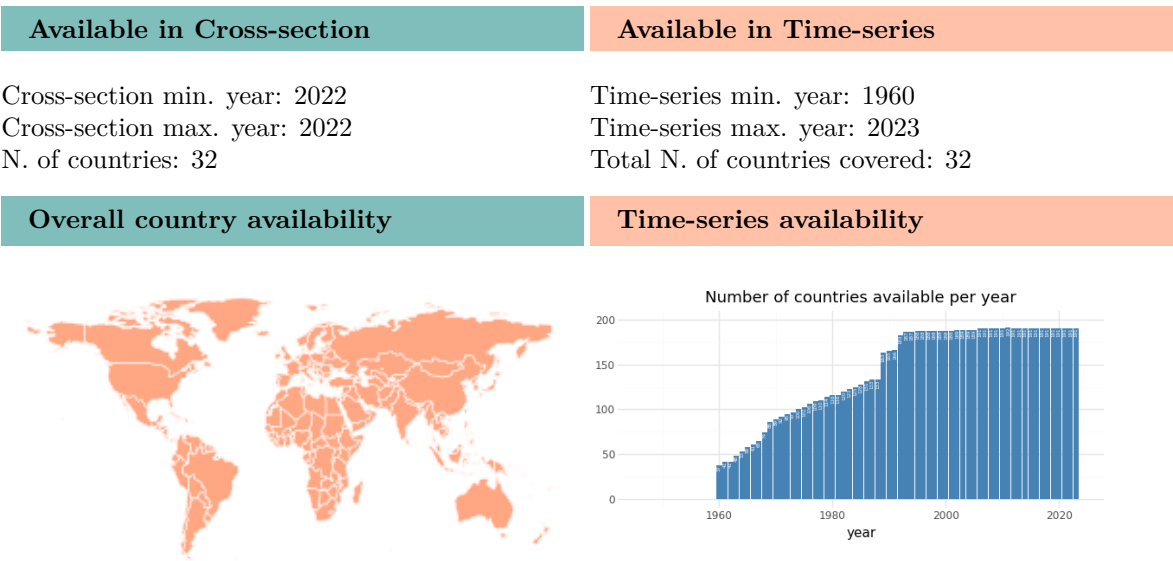 Available in Cross-section
Available in Time-series
Cross-section min. year: 2022
Cross-section max. year: 2022
N. of countries: 32
Time-series min. year: 1960
Time-series max. year: 2023
Total N. of countries covered: 32
Overall country availability
Time-series availability
Number of countries available per year
200
150
100
50
0
1960 1980 2000 2020
year